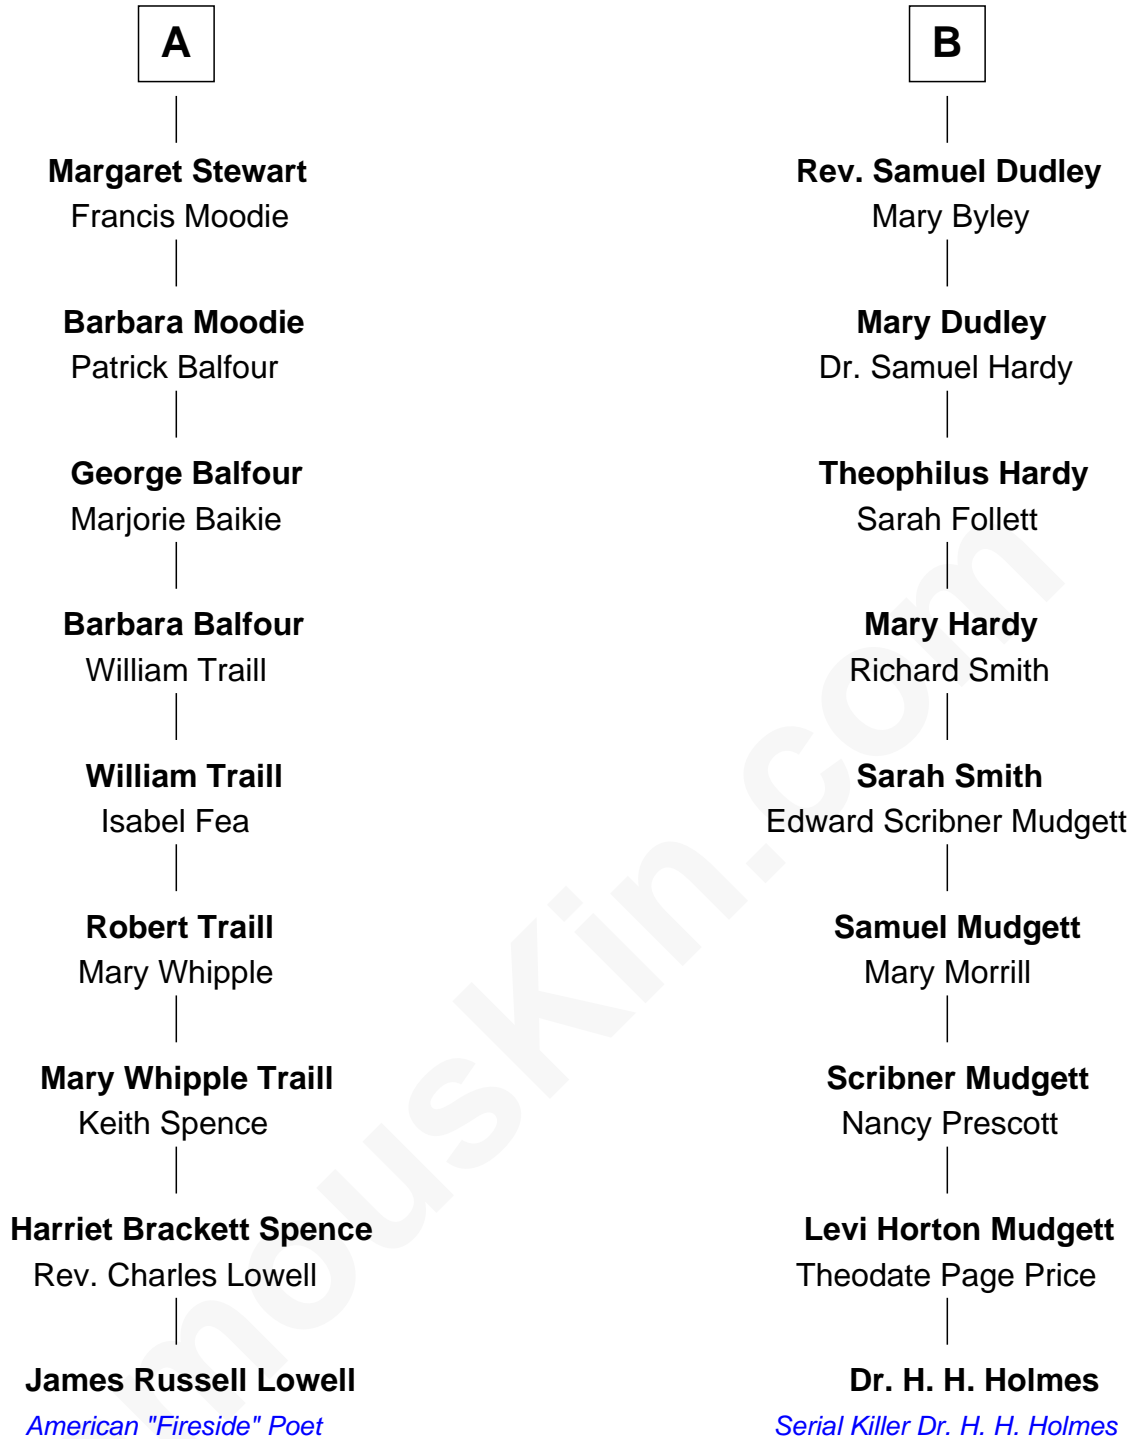 A
Margaret Stewart
Francis Moodie
Barbara Moodie
Patrick Balfour
George Balfour
Marjorie Baikie
Barbara Balfour
William Traill
William Traill
Isabel Fea
Robert Traill
Mary Whipple
Mary Whipple Traill
Keith Spence
Harriet Brackett Spence
Rev. Charles Lowell
James Russell Lowell
American "Fireside" Poet
B
Rev. Samuel Dudley
Mary Byley
Mary Dudley
Dr. Samuel Hardy
Theophilus Hardy
Sarah Follett
Mary Hardy
Richard Smith
Sarah Smith
Edward Scribner Mudgett
Samuel Mudgett
Mary Morrill
Scribner Mudgett
Nancy Prescott
Levi Horton Mudgett
Theodate Page Price
Dr. H. H. Holmes
Serial Killer Dr. H. H. Holmes
mousKin.com